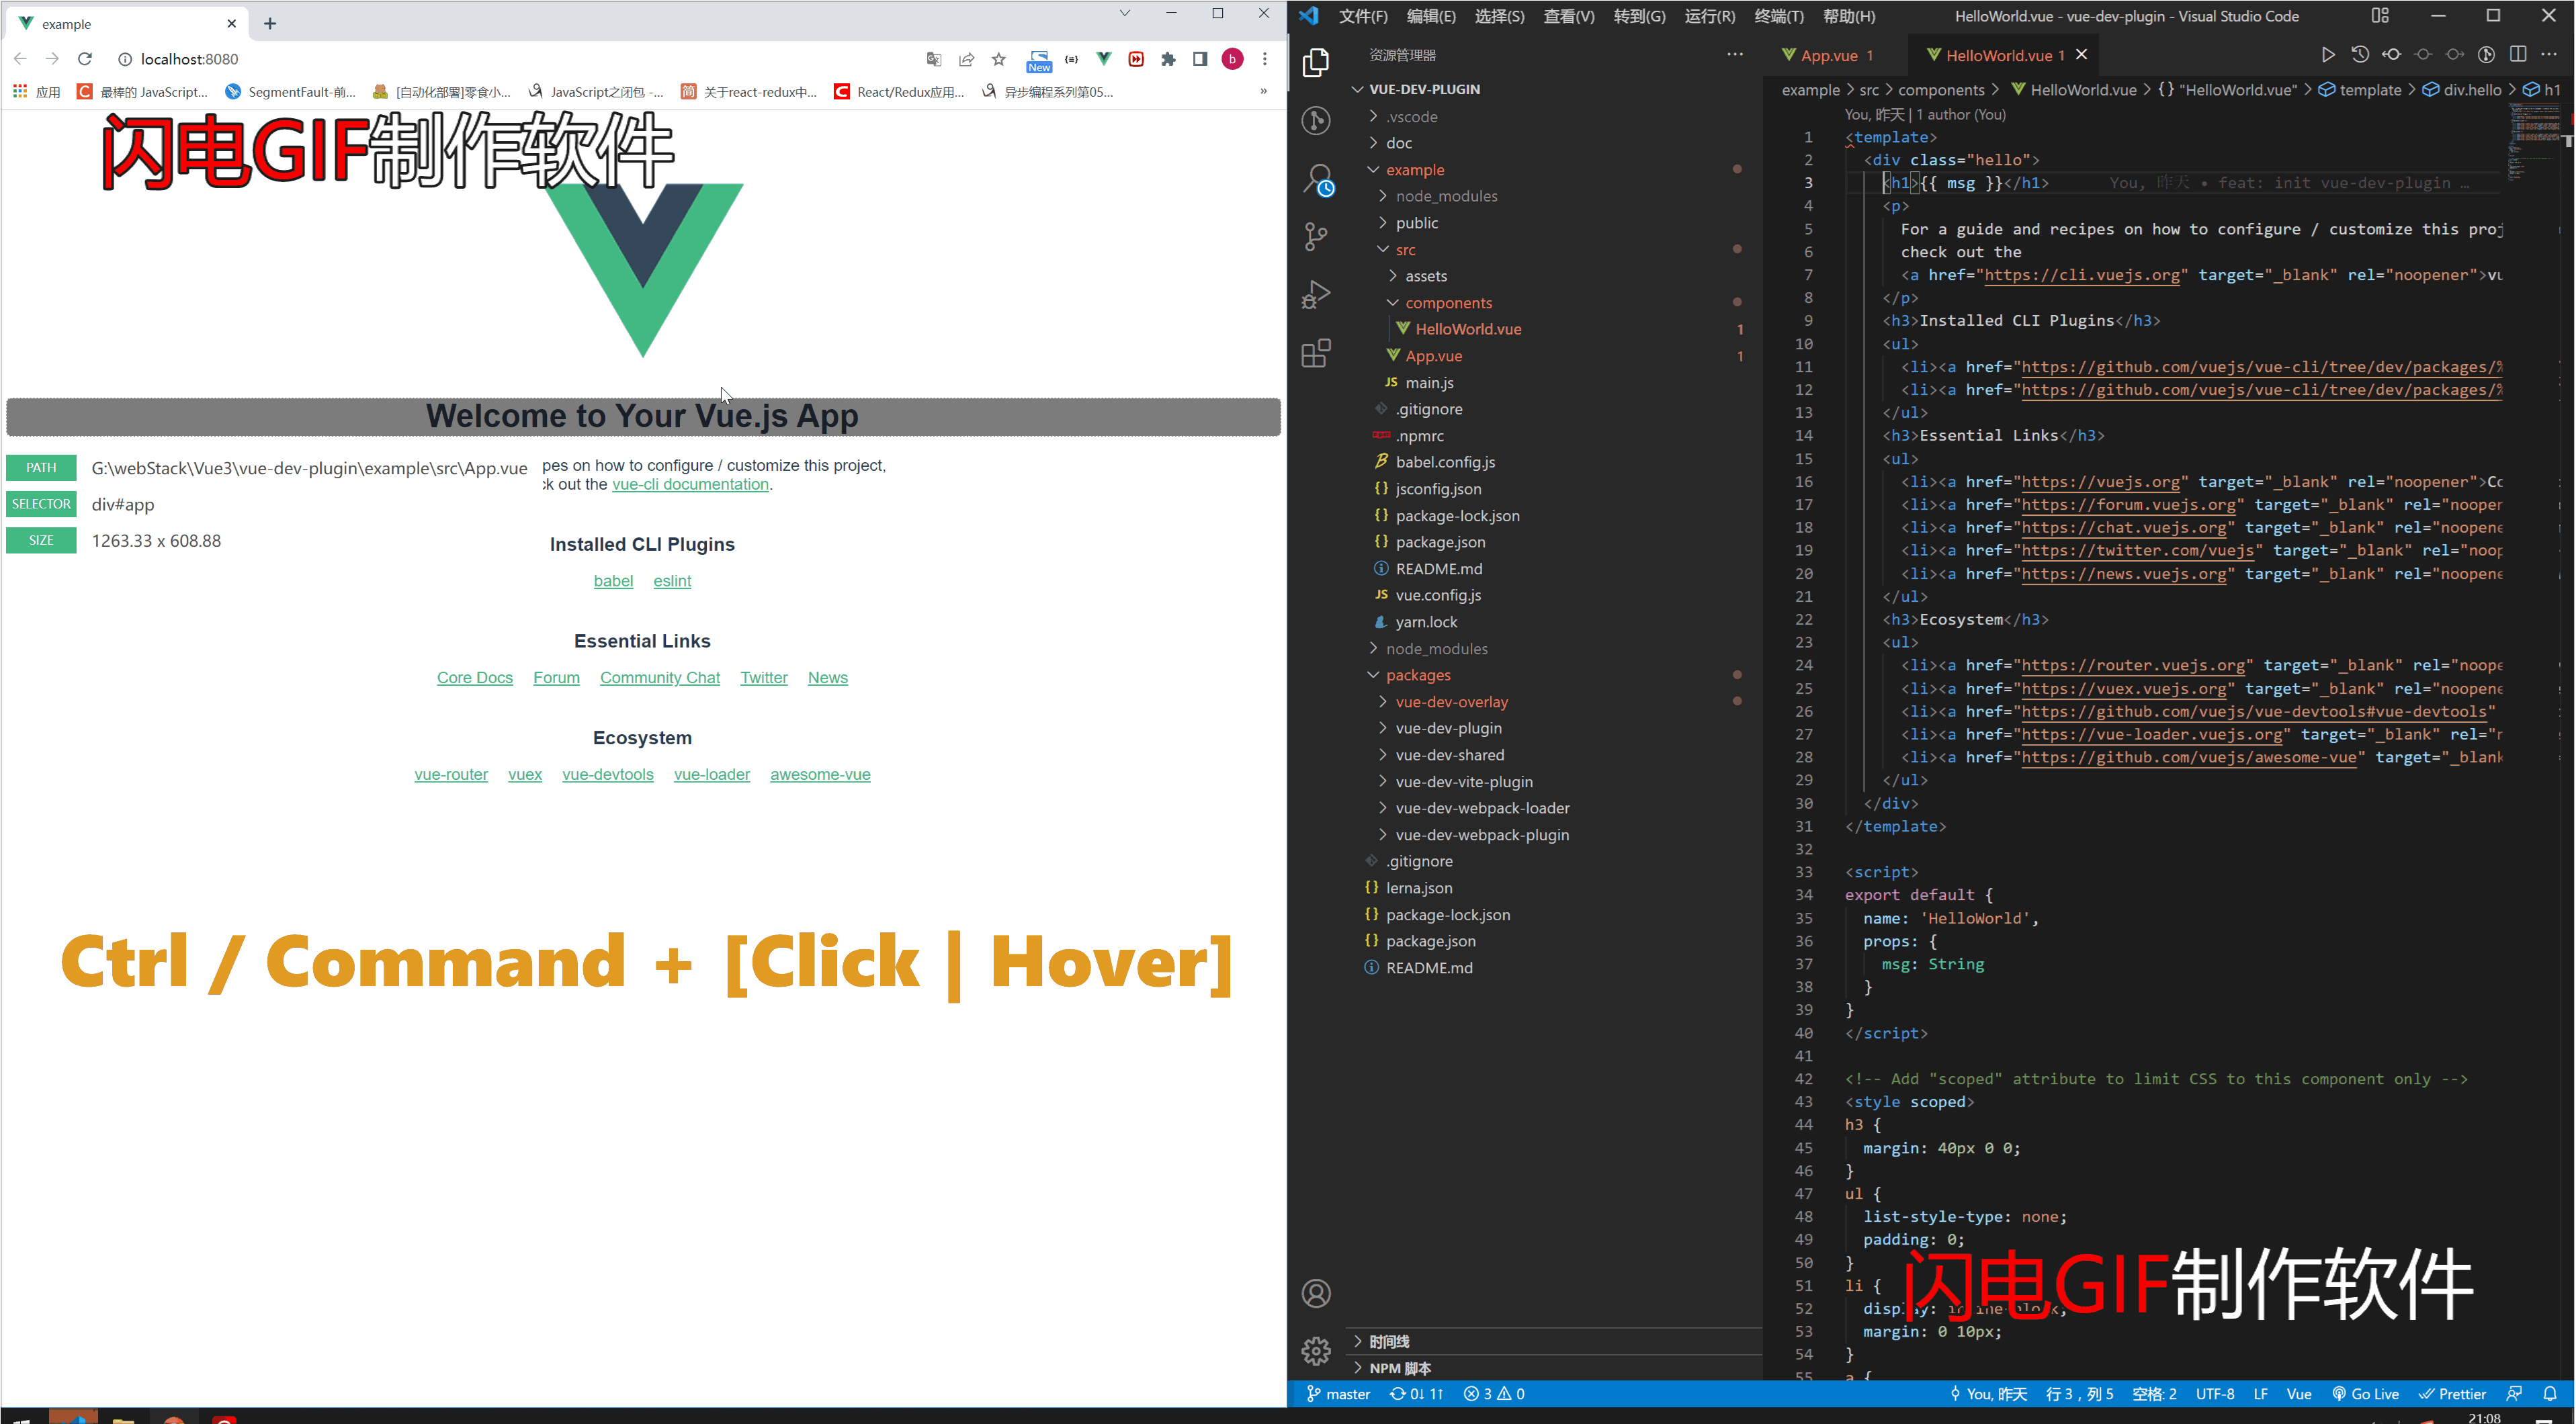 example
localhost:8080
New
b
应用
最棒的 JavaScript...
SegmentFault-前...
[自动化部署]零食小...
JavaScript之闭包 -...
关于react-redux中...
React/Redux应用...
异步编程系列第05...
»
闪电GIF制作软件
Welcome to Your Vue.js App
PATH G:\webStack\Vue3\vue-dev-plugin\example\src\App.vue
pes on how to configure / customize this project,
k out the vue-cli documentation.
SELECTOR div#app
SIZE 1263.33 x 608.88
Installed CLI Plugins
babel eslint
Essential Links
Core Docs Forum Community Chat Twitter News
Ecosystem
vue-router vuex vue-devtools vue-loader awesome-vue
Ctrl / Command + [Click | Hover]
文件(F) 编辑(E) 选择(S) 查看(V) 转到(G) 运行(R) 终端(T) 帮助(H)
HelloWorld.vue - vue-dev-plugin - Visual Studio Code
资源管理器
VUE-DEV-PLUGIN
.vscode
doc
example
node_modules
public
src
assets
components
HelloWorld.vue 1
App.vue 1
JS main.js
.gitignore
.npmrc
babel.config.js
{} jsconfig.json
{} package-lock.json
{} package.json
README.md
JS vue.config.js
yarn.lock
node_modules
packages
vue-dev-overlay
vue-dev-plugin
vue-dev-shared
vue-dev-vite-plugin
vue-dev-webpack-loader
vue-dev-webpack-plugin
.gitignore
{} lerna.json
{} package-lock.json
{} package.json
README.md
时间线
NPM 脚本
App.vue 1
HelloWorld.vue 1
example > src > components > HelloWorld.vue > {} "HelloWorld.vue" > template > div.hello > h1
You, 昨天 | 1 author (You)
1 <template>
2 <div class="hello">
3 <h1>{{ msg }}</h1> You, 昨天 • feat: init vue-dev-plugin …
4 <p>
5 For a guide and recipes on how to configure / customize this proj
6 check out the
7 <a href="https://cli.vuejs.org" target="_blank" rel="noopener">vu
8 </p>
9 <h3>Installed CLI Plugins</h3>
10 <ul>
11 <li><a href="https://github.com/vuejs/vue-cli/tree/dev/packages/%
12 <li><a href="https://github.com/vuejs/vue-cli/tree/dev/packages/%
13 </ul>
14 <h3>Essential Links</h3>
15 <ul>
16 <li><a href="https://vuejs.org" target="_blank" rel="noopener">Co
17 <li><a href="https://forum.vuejs.org" target="_blank" rel="noopen
18 <li><a href="https://chat.vuejs.org" target="_blank" rel="noopene
19 <li><a href="https://twitter.com/vuejs" target="_blank" rel="noop
20 <li><a href="https://news.vuejs.org" target="_blank" rel="noopene
21 </ul>
22 <h3>Ecosystem</h3>
23 <ul>
24 <li><a href="https://router.vuejs.org" target="_blank" rel="noope
25 <li><a href="https://vuex.vuejs.org" target="_blank" rel="noopene
26 <li><a href="https://github.com/vuejs/vue-devtools#vue-devtools"
27 <li><a href="https://vue-loader.vuejs.org" target="_blank" rel="n
28 <li><a href="https://github.com/vuejs/awesome-vue" target="_blank
29 </ul>
30 </div>
31 </template>
32
33 <script>
34 export default {
35 name: 'HelloWorld',
36 props: {
37 msg: String
38 }
39 }
40 </script>
41
42 <!-- Add "scoped" attribute to limit CSS to this component only -->
43 <style scoped>
44 h3 {
45 margin: 40px 0 0;
46 }
47 ul {
48 list-style-type: none;
49 padding: 0;
50 }
51 li {
52 display: inline-block;
53 margin: 0 10px;
54 }
55 a {
闪电GIF制作软件
master 0↓ 1↑ 3 0
You, 昨天 行 3，列 5 空格: 2 UTF-8 LF Vue Go Live Prettier
21:08